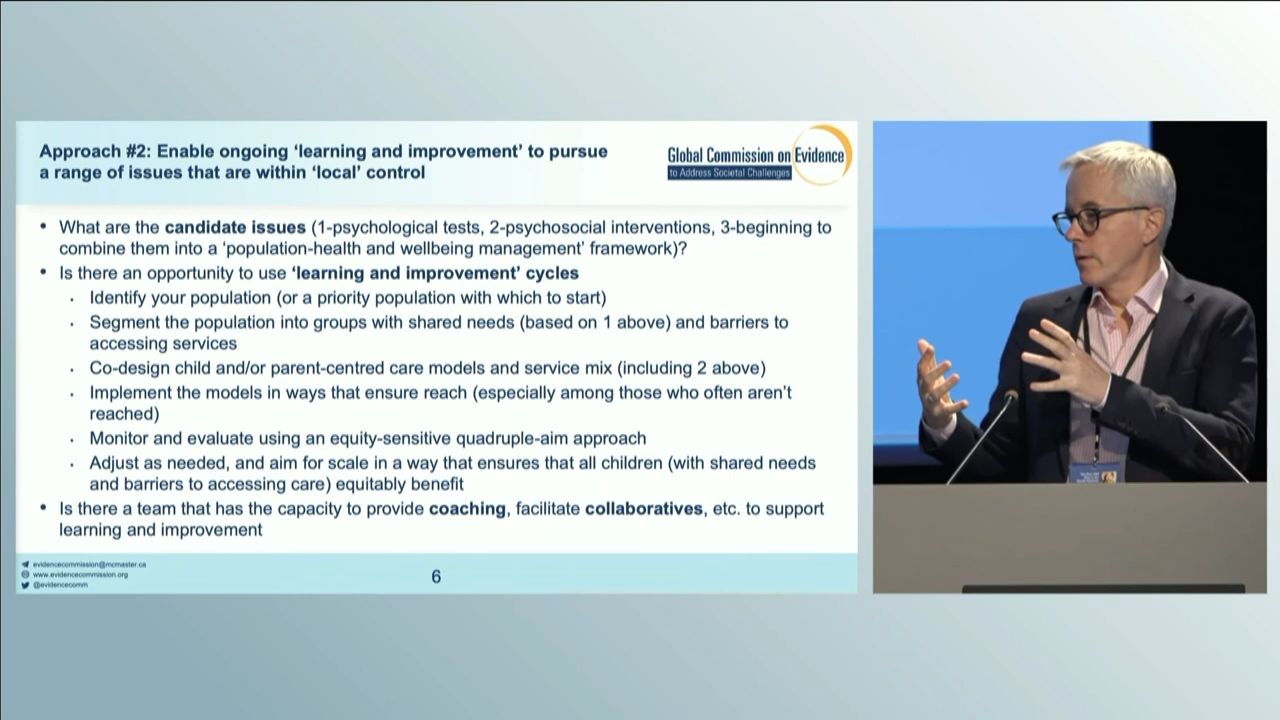 Approach #2: Enable ongoing ‘learning and improvement’ to pursue
a range of issues that are within ‘local’ control
Global Commission on Evidence
to Address Societal Challenges
• What are the candidate issues (1-psychological tests, 2-psychosocial interventions, 3-beginning to
combine them into a ‘population-health and wellbeing management’ framework)?
• Is there an opportunity to use ‘learning and improvement’ cycles
• Identify your population (or a priority population with which to start)
• Segment the population into groups with shared needs (based on 1 above) and barriers to
accessing services
• Co-design child and/or parent-centred care models and service mix (including 2 above)
• Implement the models in ways that ensure reach (especially among those who often aren’t
reached)
• Monitor and evaluate using an equity-sensitive quadruple-aim approach
• Adjust as needed, and aim for scale in a way that ensures that all children (with shared needs
and barriers to accessing care) equitably benefit
• Is there a team that has the capacity to provide coaching, facilitate collaboratives, etc. to support
learning and improvement
evidencecommission@mcmaster.ca
www.evidencecommission.org
@evidencecomm
6